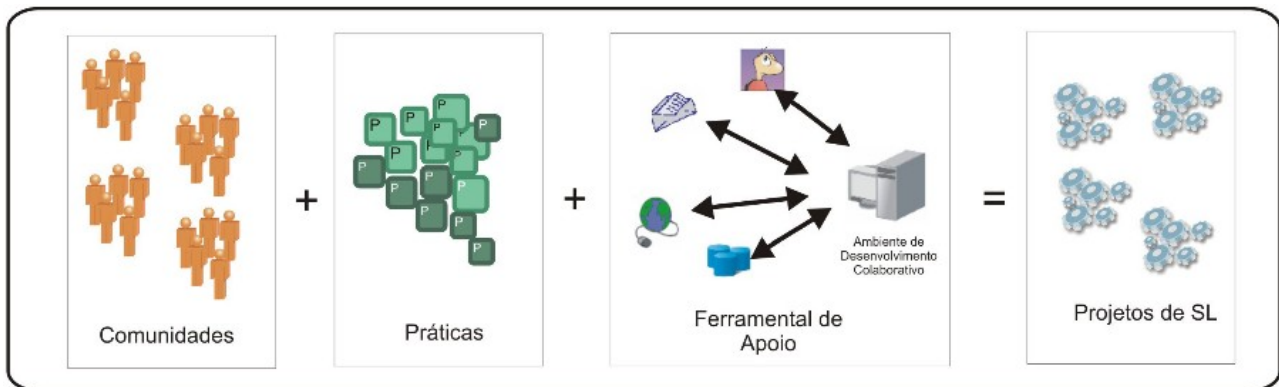 P P P P P P P P P P P P P P P
+
+
=
Ambiente de
Desenvolvimento
Colaborativo
Comunidades
Práticas
Ferramental de
Apoio
Projetos de SL